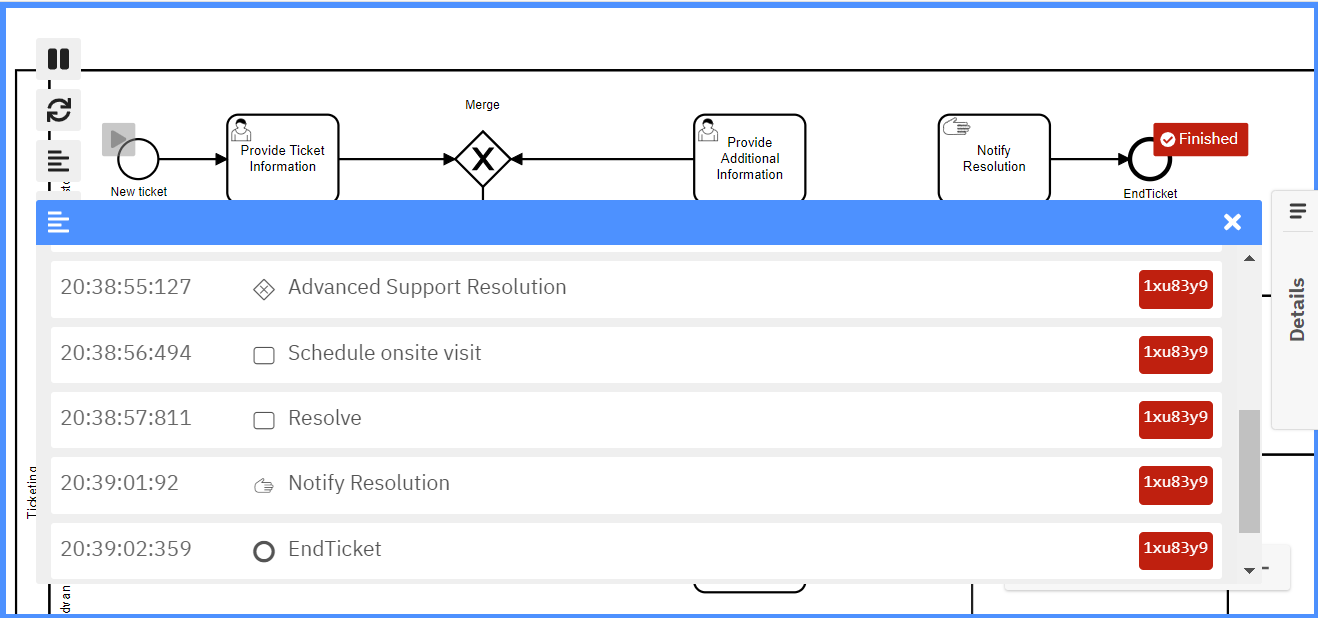 Merge
Provide Ticket
Information
Provide
Additional
Information
Notify
Resolution
Finished
New ticket
EndTicket
20:38:55:127 Advanced Support Resolution 1xu83y9
20:38:56:494 Schedule onsite visit 1xu83y9
20:38:57:811 Resolve 1xu83y9
20:39:01:92 Notify Resolution 1xu83y9
20:39:02:359 EndTicket 1xu83y9
Details
Ticketing